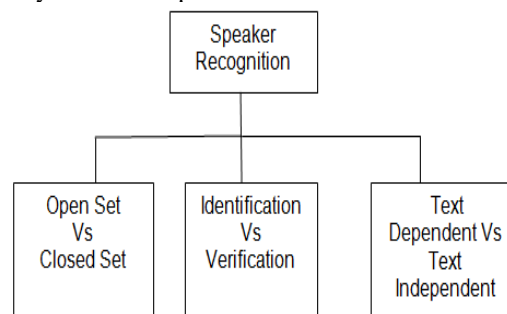 Speaker
Recognition
Open Set
Vs
Closed Set
Identification
Vs
Verification
Text
Dependent Vs
Text
Independent